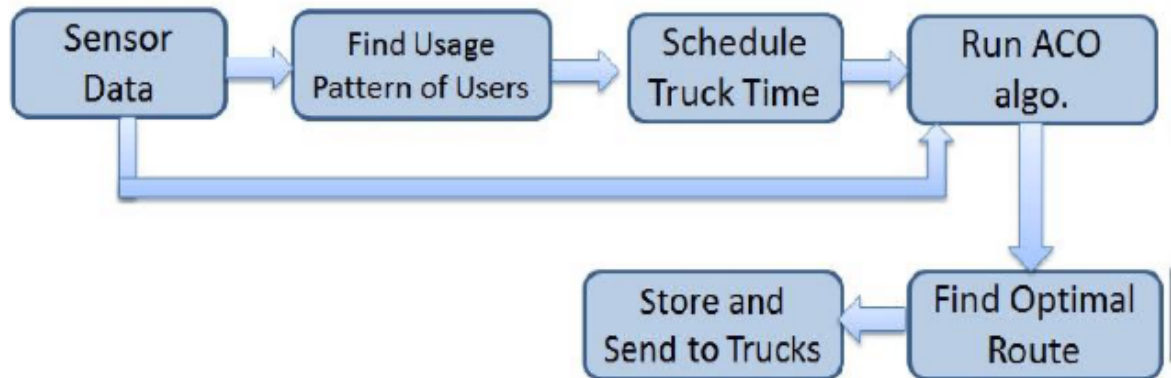 Sensor
Data
Find Usage
Pattern of Users
Schedule
Truck Time
Run ACO
algo.
Store and
Send to Trucks
Find Optimal
Route